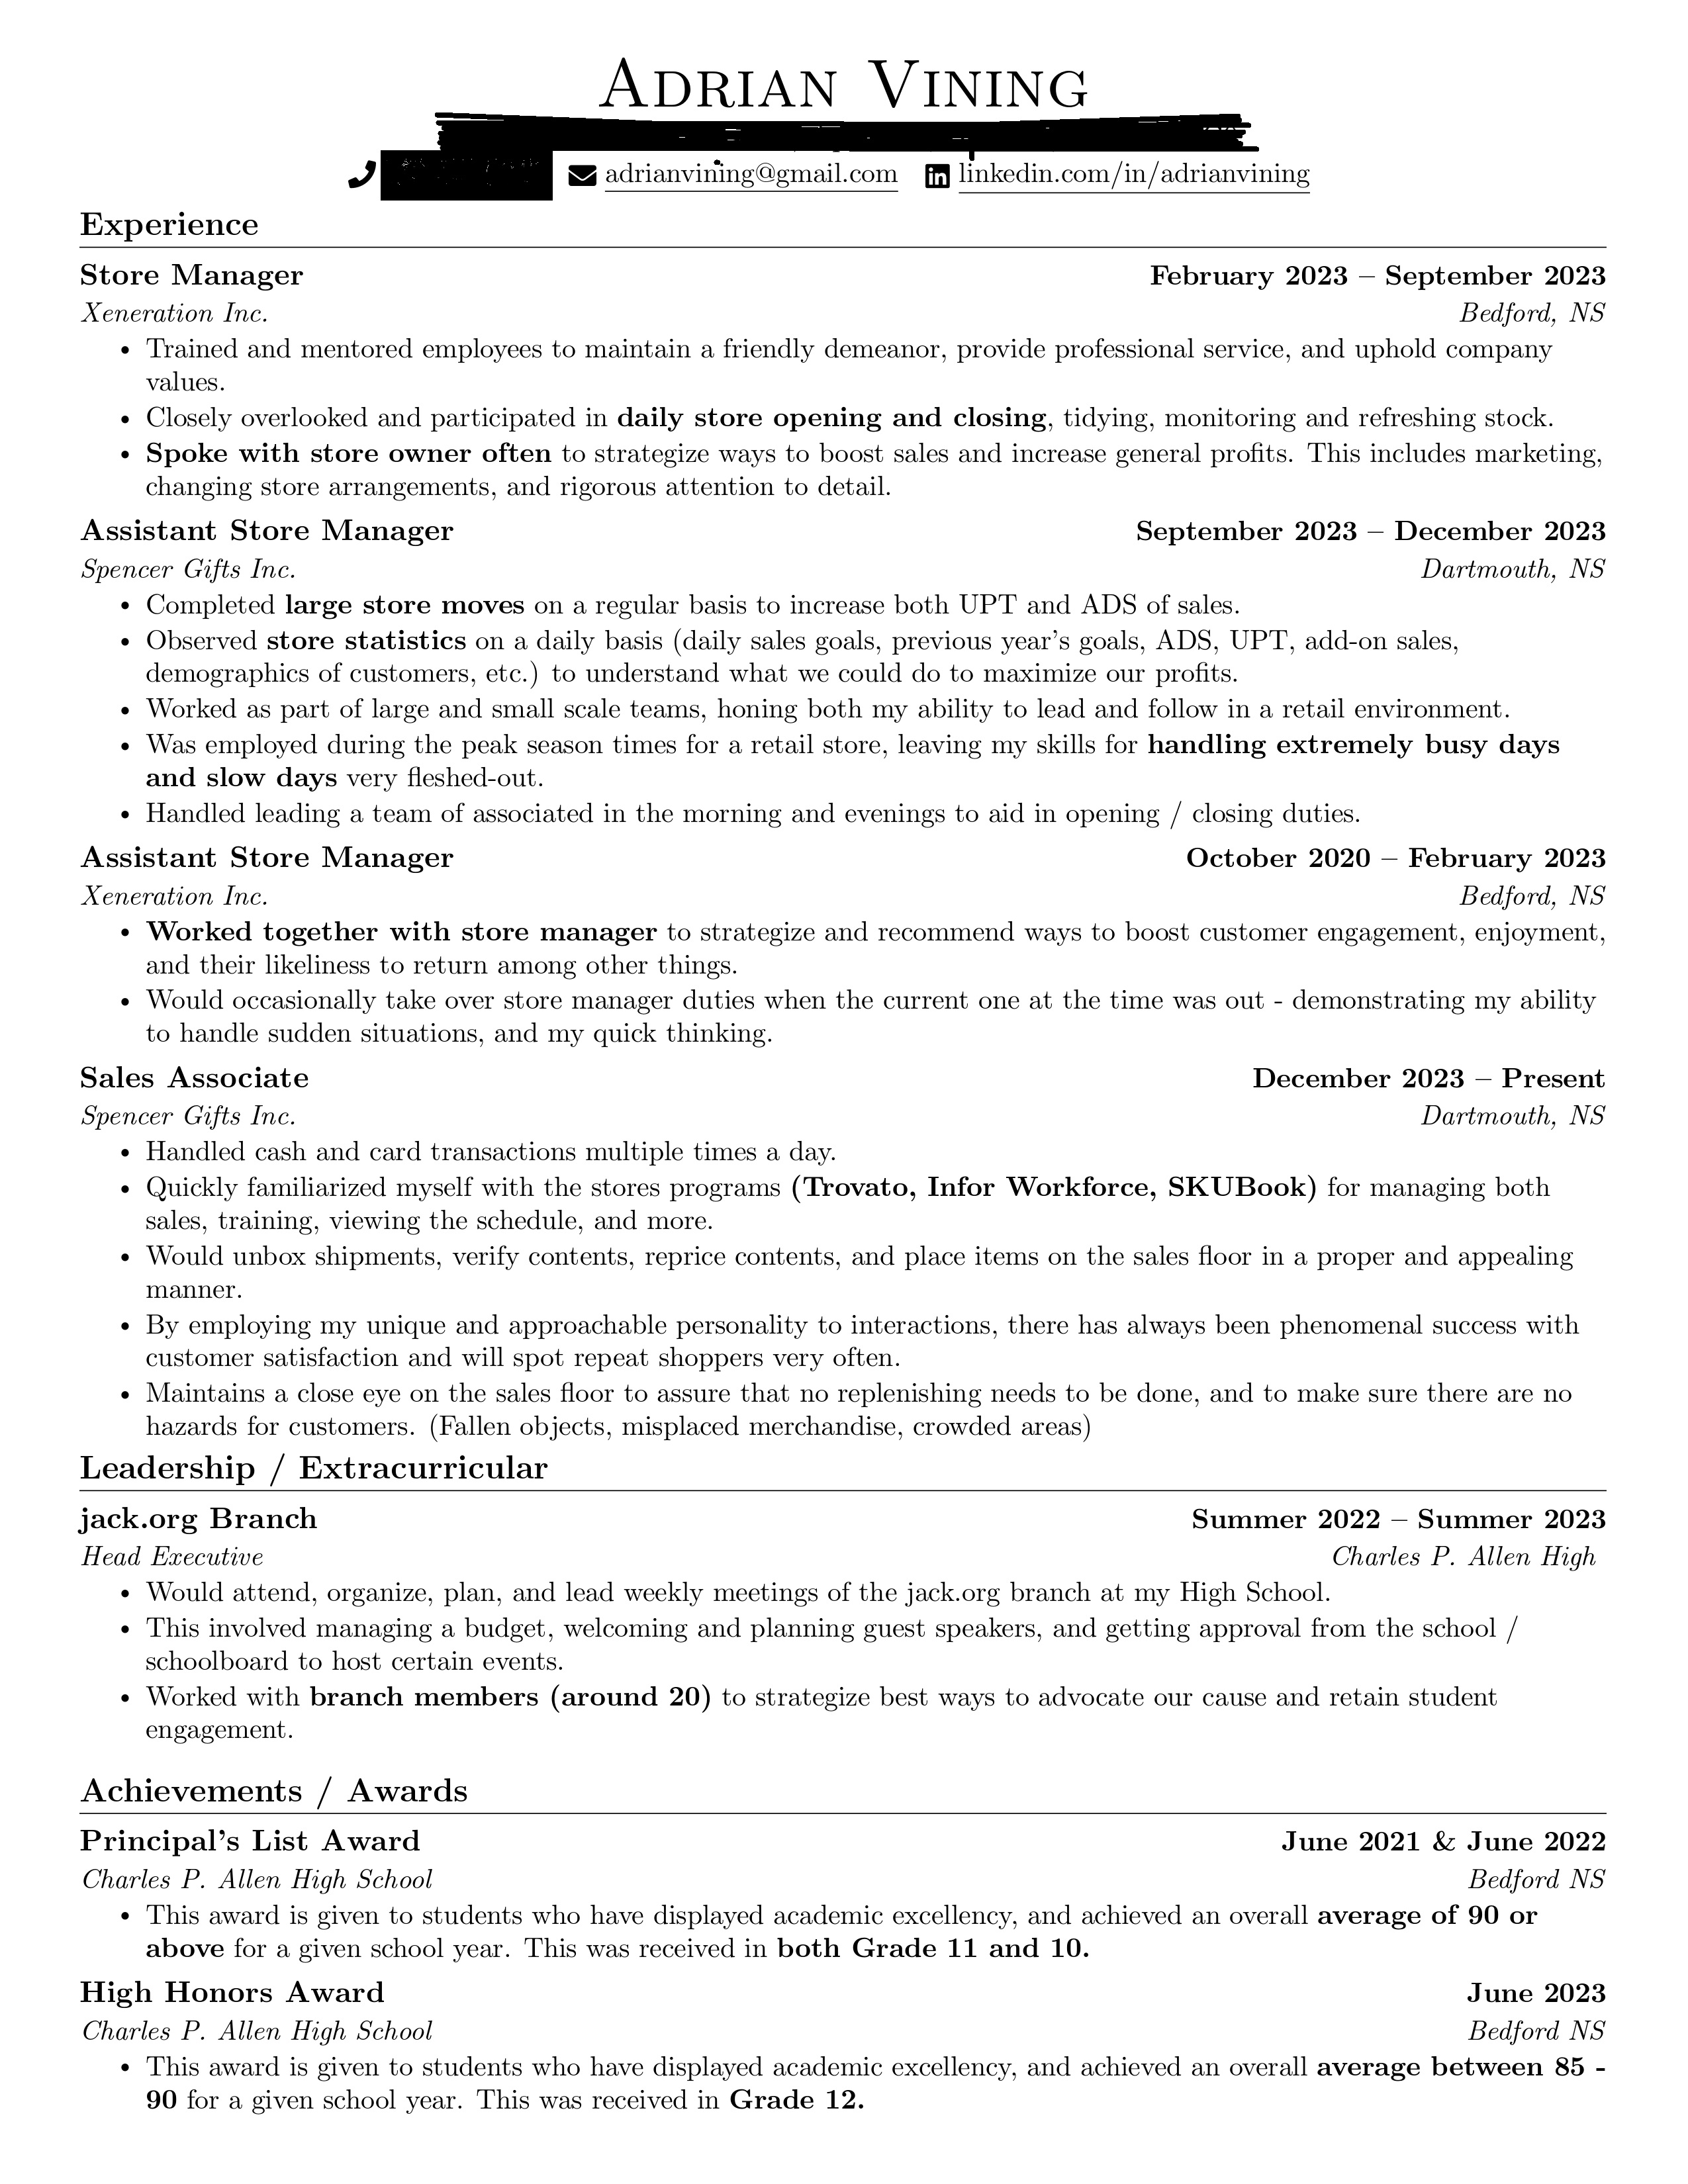 Adrian Vining
adrianvining@gmail.com linkedin.com/in/adrianvining
Experience
Store Manager February 2023 – September 2023
Xeneration Inc. Bedford, NS
• Trained and mentored employees to maintain a friendly demeanor, provide professional service, and uphold company
values.
• Closely overlooked and participated in daily store opening and closing, tidying, monitoring and refreshing stock.
• Spoke with store owner often to strategize ways to boost sales and increase general profits. This includes marketing,
changing store arrangements, and rigorous attention to detail.
Assistant Store Manager September 2023 – December 2023
Spencer Gifts Inc. Dartmouth, NS
• Completed large store moves on a regular basis to increase both UPT and ADS of sales.
• Observed store statistics on a daily basis (daily sales goals, previous year's goals, ADS, UPT, add-on sales,
demographics of customers, etc.) to understand what we could do to maximize our profits.
• Worked as part of large and small scale teams, honing both my ability to lead and follow in a retail environment.
• Was employed during the peak season times for a retail store, leaving my skills for handling extremely busy days
and slow days very fleshed-out.
• Handled leading a team of associated in the morning and evenings to aid in opening / closing duties.
Assistant Store Manager October 2020 – February 2023
Xeneration Inc. Bedford, NS
• Worked together with store manager to strategize and recommend ways to boost customer engagement, enjoyment,
and their likeliness to return among other things.
• Would occasionally take over store manager duties when the current one at the time was out - demonstrating my ability
to handle sudden situations, and my quick thinking.
Sales Associate December 2023 – Present
Spencer Gifts Inc. Dartmouth, NS
• Handled cash and card transactions multiple times a day.
• Quickly familiarized myself with the stores programs (Trovato, Infor Workforce, SKUBook) for managing both
sales, training, viewing the schedule, and more.
• Would unbox shipments, verify contents, reprice contents, and place items on the sales floor in a proper and appealing
manner.
• By employing my unique and approachable personality to interactions, there has always been phenomenal success with
customer satisfaction and will spot repeat shoppers very often.
• Maintains a close eye on the sales floor to assure that no replenishing needs to be done, and to make sure there are no
hazards for customers. (Fallen objects, misplaced merchandise, crowded areas)
Leadership / Extracurricular
jack.org Branch Summer 2022 – Summer 2023
Head Executive Charles P. Allen High
• Would attend, organize, plan, and lead weekly meetings of the jack.org branch at my High School.
• This involved managing a budget, welcoming and planning guest speakers, and getting approval from the school /
schoolboard to host certain events.
• Worked with branch members (around 20) to strategize best ways to advocate our cause and retain student
engagement.
Achievements / Awards
Principal's List Award June 2021 & June 2022
Charles P. Allen High School Bedford NS
• This award is given to students who have displayed academic excellency, and achieved an overall average of 90 or
above for a given school year. This was received in both Grade 11 and 10.
High Honors Award June 2023
Charles P. Allen High School Bedford NS
• This award is given to students who have displayed academic excellency, and achieved an overall average between 85 -
90 for a given school year. This was received in Grade 12.